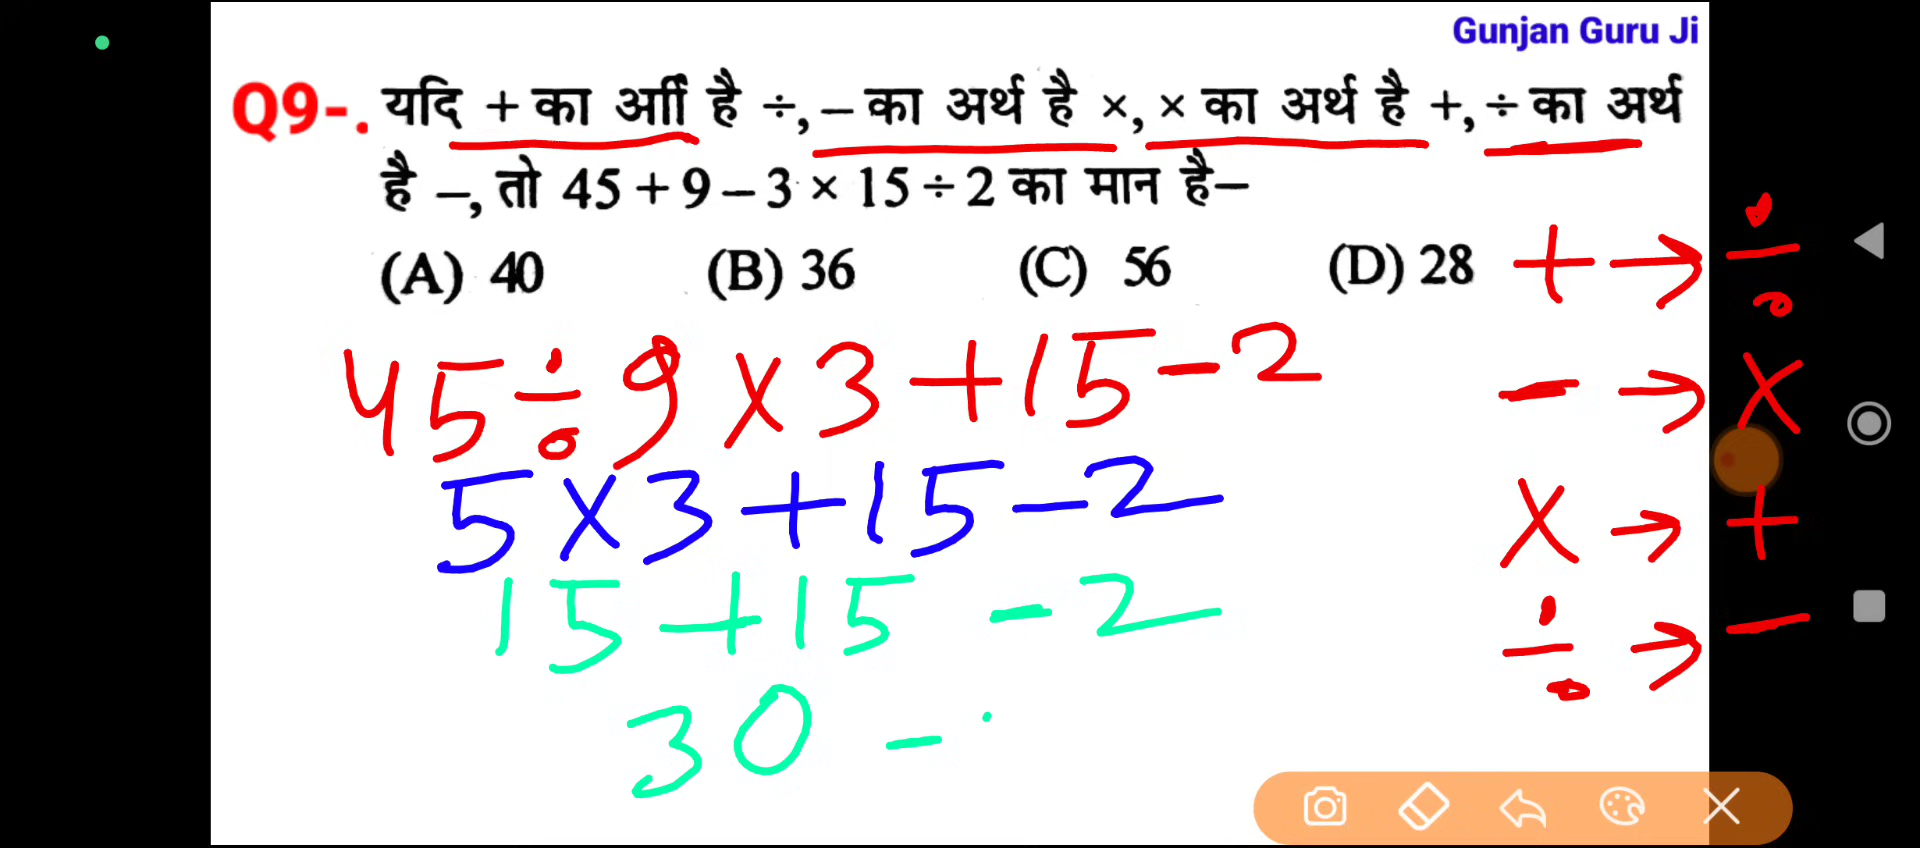 Gunjan Guru Ji
Q9-. यदि + का अर्ाी है ÷, – का अर्थ है ×, × का अर्थ है +, ÷ का अर्थ
है –, तो 45 + 9 – 3 × 15 ÷ 2 का मान है–
(A) 40 (B) 36 (C) 56 (D) 28
+ → ÷
45 ÷ 9 × 3 + 15 - 2
- → ×
5 × 3 + 15 - 2
× → +
15 + 15 - 2
÷ → -
30 -